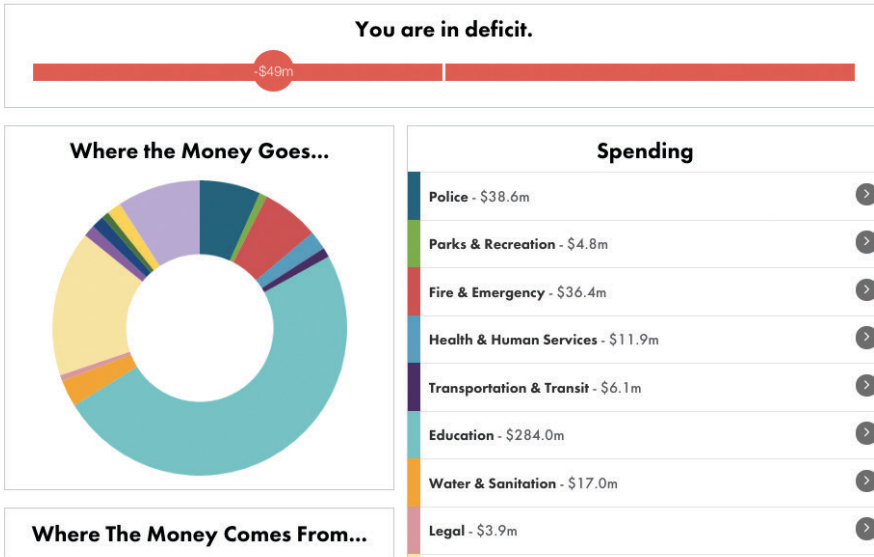 You are in deficit.
-$49m
Where the Money Goes...
Spending
Police - $38.6m
Parks & Recreation - $4.8m
Fire & Emergency - $36.4m
Health & Human Services - $11.9m
Transportation & Transit - $6.1m
Education - $284.0m
Water & Sanitation - $17.0m
Legal - $3.9m
Where The Money Comes From...